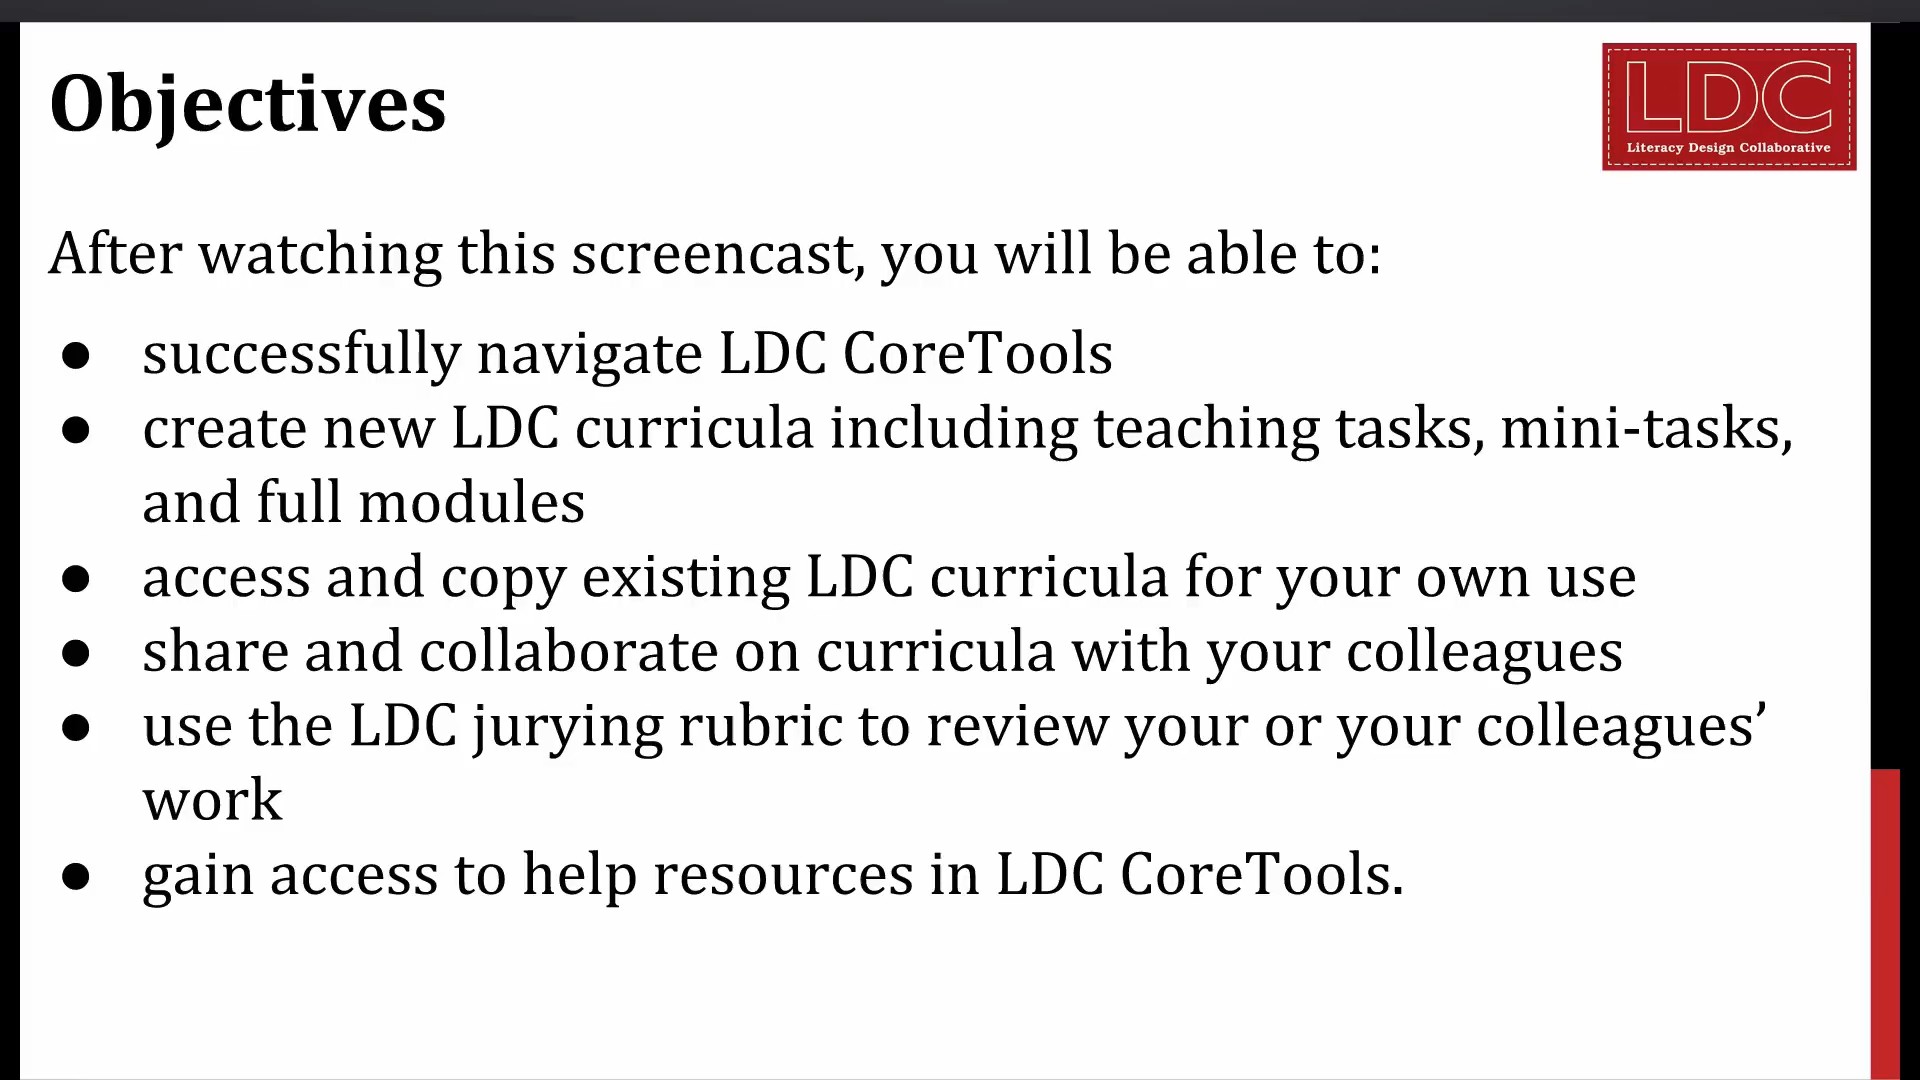 Objectives
LDC
Literacy Design Collaborative
After watching this screencast, you will be able to:
● successfully navigate LDC CoreTools
● create new LDC curricula including teaching tasks, mini-tasks,
and full modules
● access and copy existing LDC curricula for your own use
● share and collaborate on curricula with your colleagues
● use the LDC jurying rubric to review your or your colleagues’
work
● gain access to help resources in LDC CoreTools.